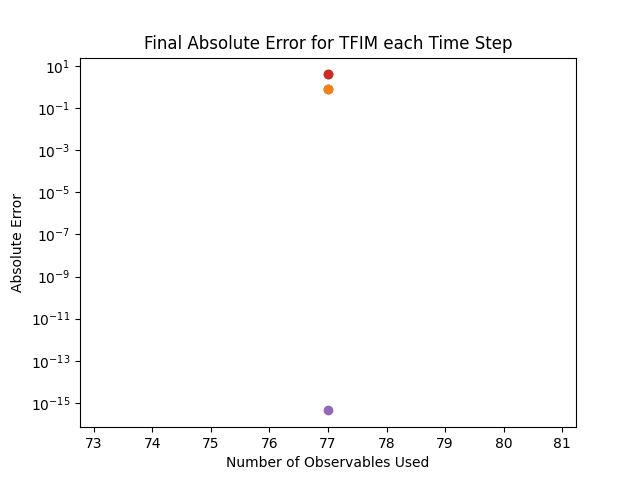 Final Absolute Error for TFIM each Time Step
Absolute Error
10¹
10⁻¹
10⁻³
10⁻⁵
10⁻⁷
10⁻⁹
10⁻¹¹
10⁻¹³
10⁻¹⁵
73 74 75 76 77 78 79 80 81
Number of Observables Used